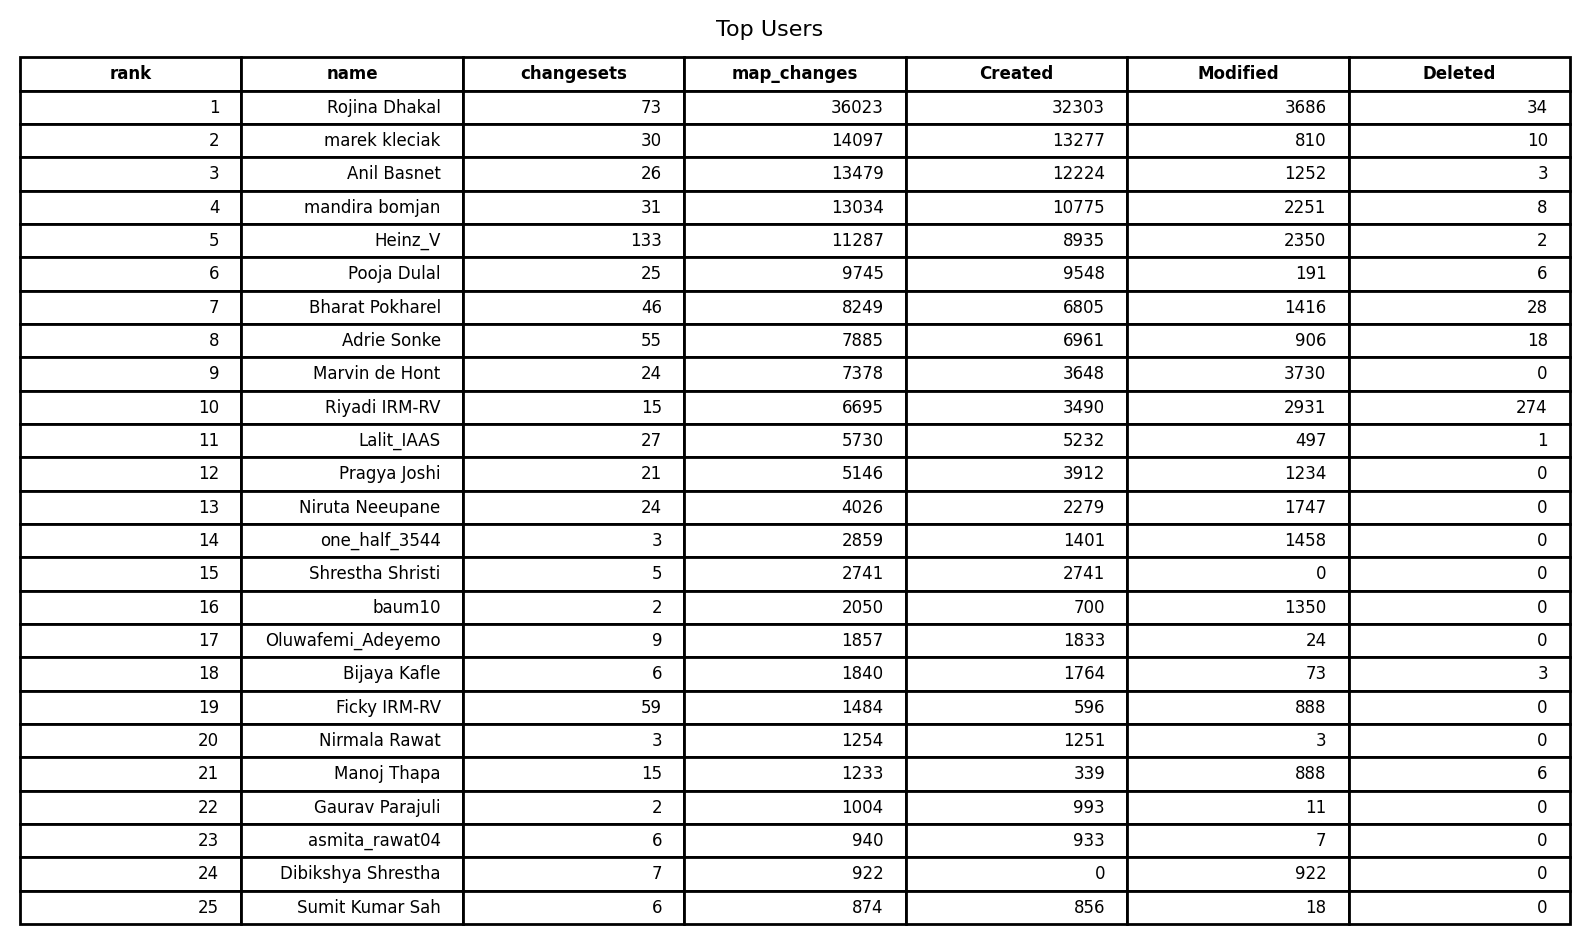 Top Users
rank name changesets map_changes Created Modified Deleted
1 Rojina Dhakal 73 36023 32303 3686 34
2 marek kleciak 30 14097 13277 810 10
3 Anil Basnet 26 13479 12224 1252 3
4 mandira bomjan 31 13034 10775 2251 8
5 Heinz_V 133 11287 8935 2350 2
6 Pooja Dulal 25 9745 9548 191 6
7 Bharat Pokharel 46 8249 6805 1416 28
8 Adrie Sonke 55 7885 6961 906 18
9 Marvin de Hont 24 7378 3648 3730 0
10 Riyadi IRM-RV 15 6695 3490 2931 274
11 Lalit_IAAS 27 5730 5232 497 1
12 Pragya Joshi 21 5146 3912 1234 0
13 Niruta Neeupane 24 4026 2279 1747 0
14 one_half_3544 3 2859 1401 1458 0
15 Shrestha Shristi 5 2741 2741 0 0
16 baum10 2 2050 700 1350 0
17 Oluwafemi_Adeyemo 9 1857 1833 24 0
18 Bijaya Kafle 6 1840 1764 73 3
19 Ficky IRM-RV 59 1484 596 888 0
20 Nirmala Rawat 3 1254 1251 3 0
21 Manoj Thapa 15 1233 339 888 6
22 Gaurav Parajuli 2 1004 993 11 0
23 asmita_rawat04 6 940 933 7 0
24 Dibikshya Shrestha 7 922 0 922 0
25 Sumit Kumar Sah 6 874 856 18 0